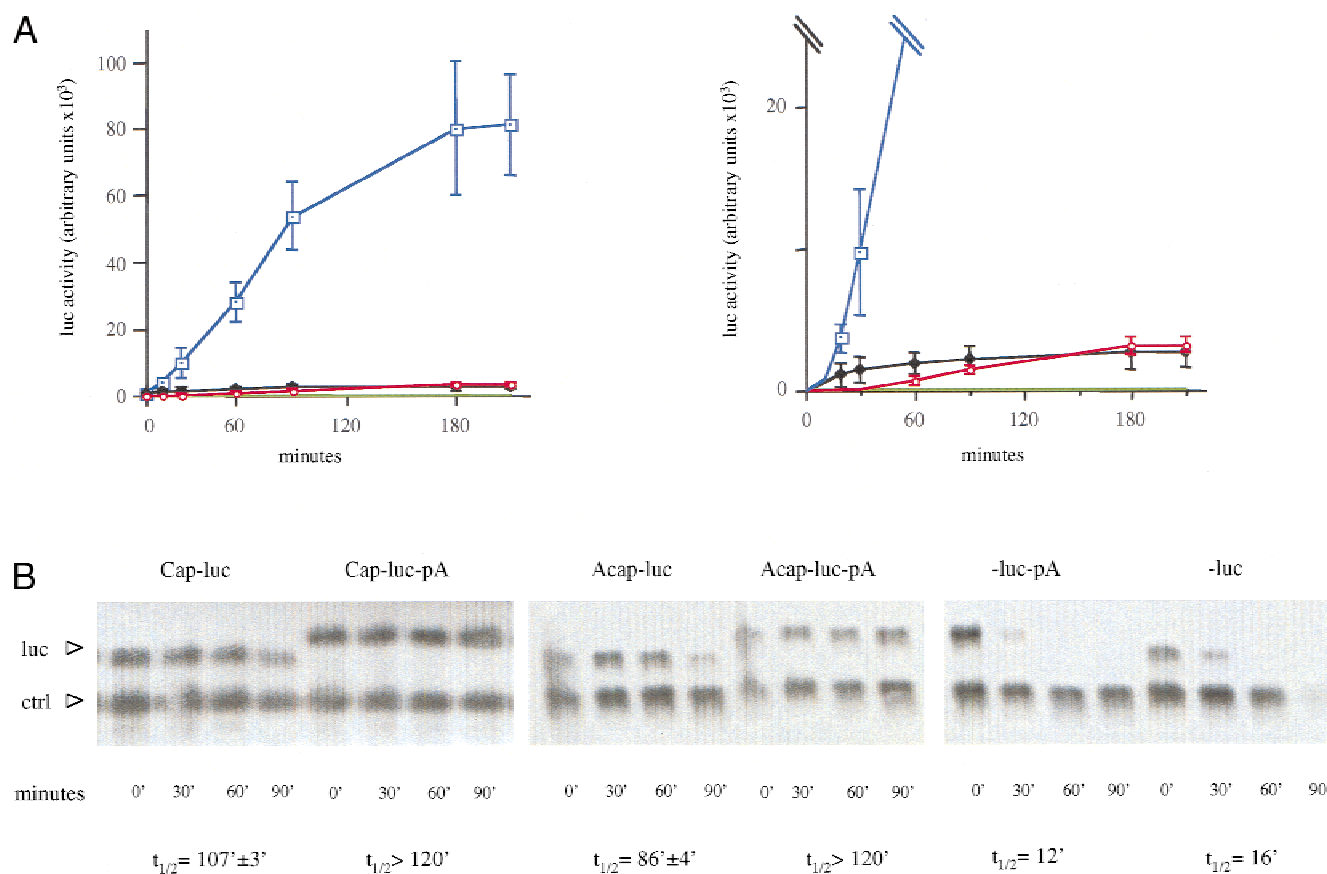 A
luc activity (arbitrary units x10³)
100
80
60
40
20
0
0 60 120 180
minutes
luc activity (arbitrary units x10³)
20
0
0 60 120 180
minutes
B
Cap-luc Cap-luc-pA Acap-luc Acap-luc-pA -luc-pA -luc
luc
ctrl
minutes 0' 30' 60' 90' 0' 30' 60' 90' 0' 30' 60' 90' 0' 30' 60' 90' 0' 30' 60' 90' 0' 30' 60' 90
t1/2= 107'±3' t1/2> 120' t1/2= 86'±4' t1/2> 120' t1/2= 12' t1/2= 16'